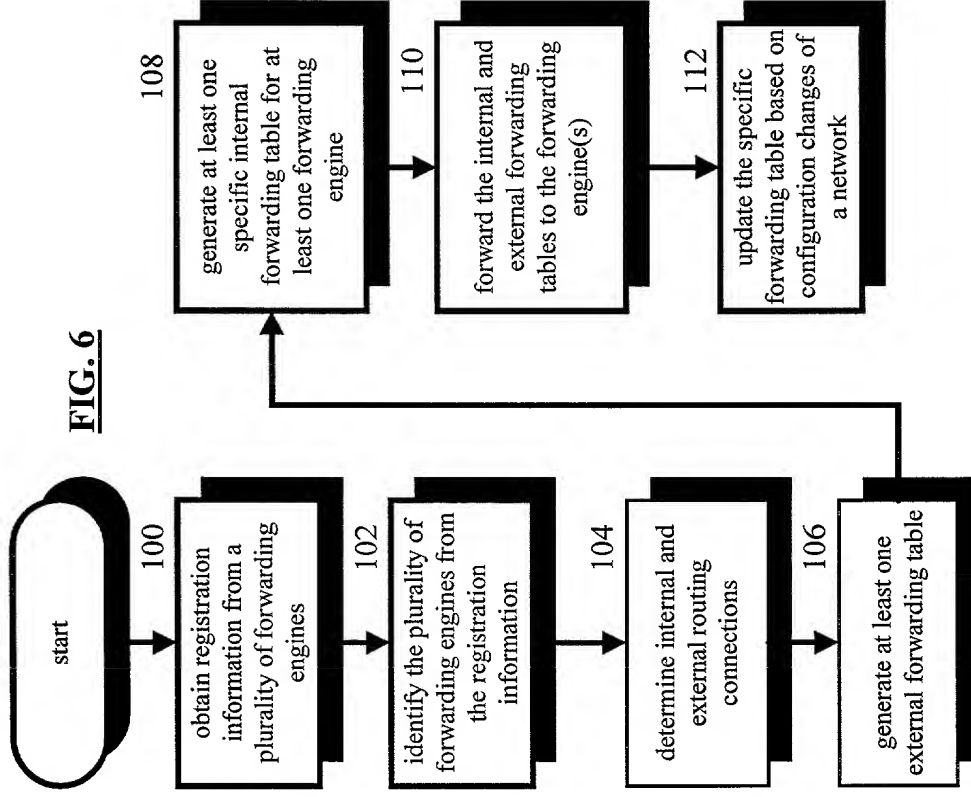 FIG. 6
start
100
obtain registration
information from a
plurality of forwarding
engines
102
identify the plurality of
forwarding engines from
the registration
information
104
determine internal and
external routing
connections
106
generate at least one
external forwarding table
108
generate at least one
specific internal
forwarding table for at
least one forwarding
engine
110
forward the internal and
external forwarding
tables to the forwarding
engine(s)
112
update the specific
forwarding table based on
configuration changes of
a network